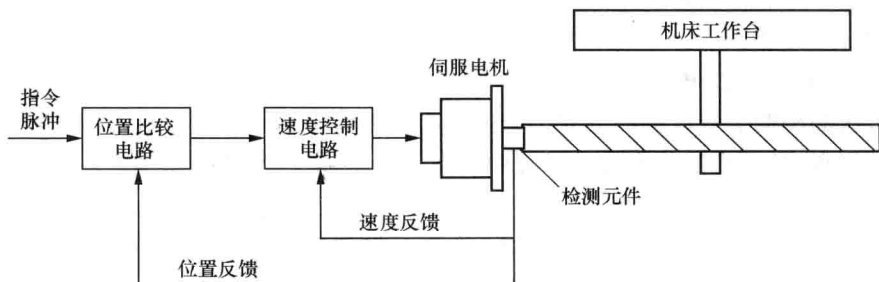 机床工作台
伺服电机
指令
脉冲
位置比较
电路
速度控制
电路
检测元件
速度反馈
位置反馈